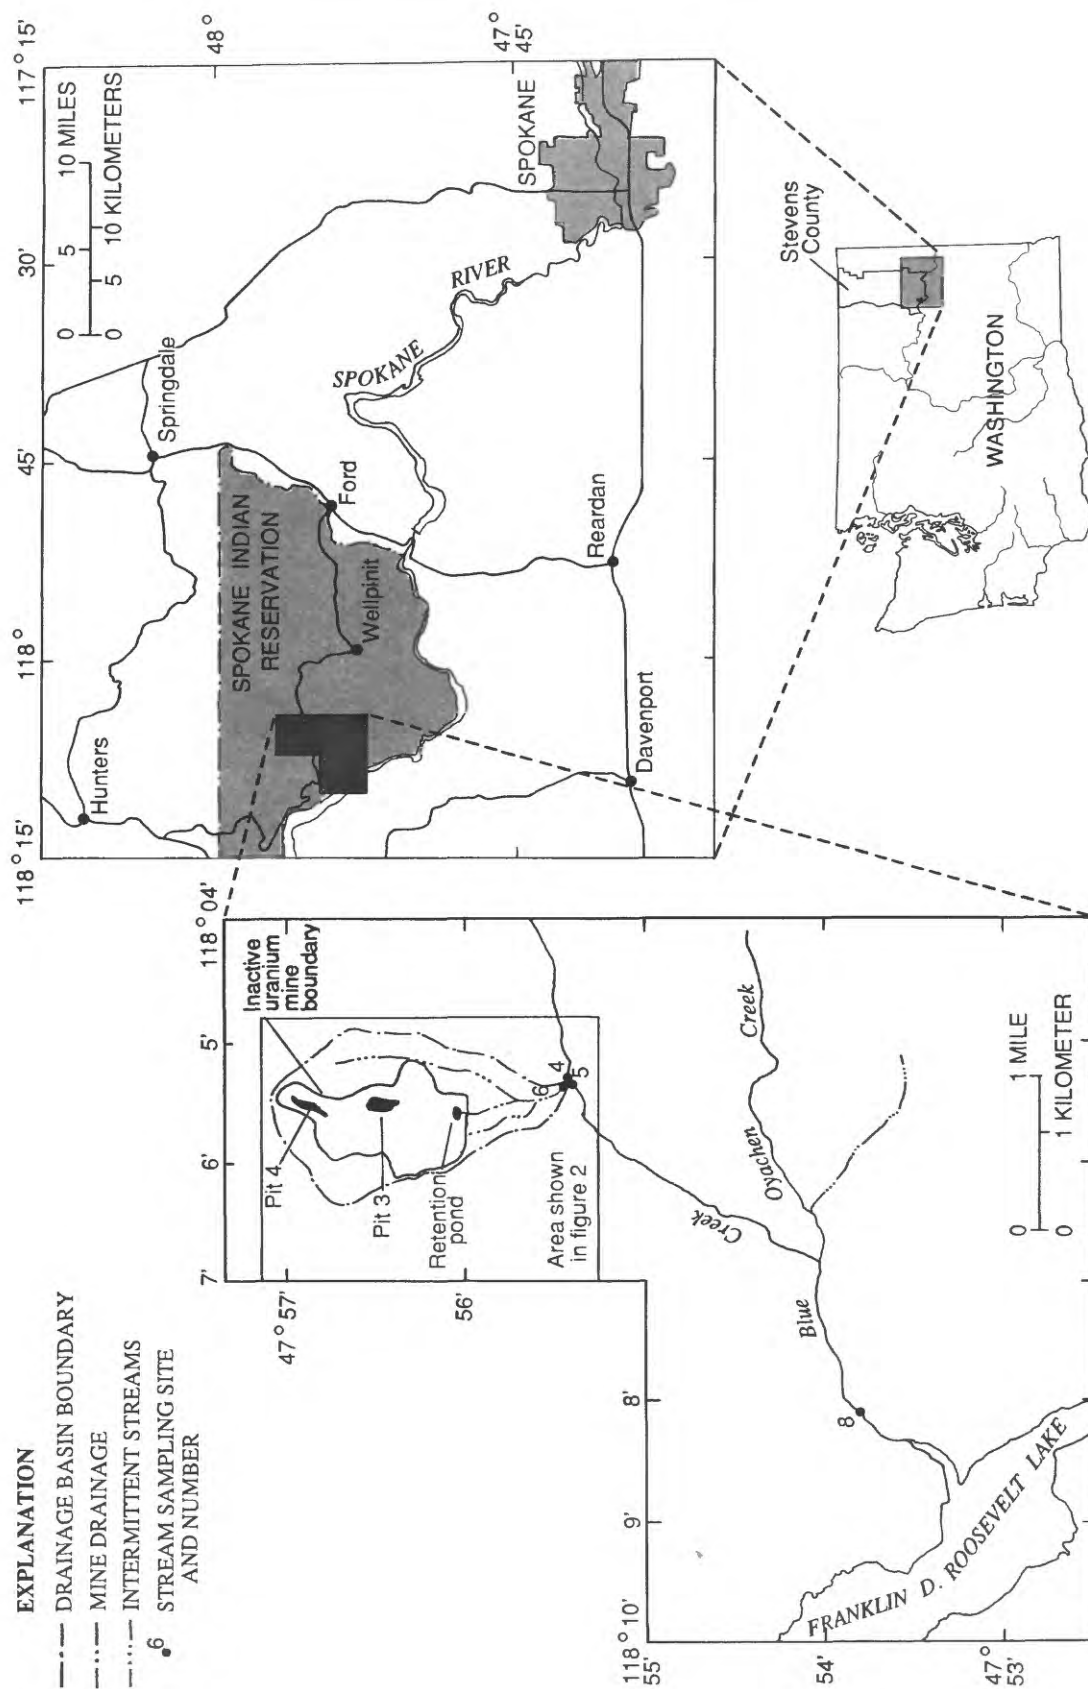 EXPLANATION
DRAINAGE BASIN BOUNDARY
MINE DRAINAGE
INTERMITTENT STREAMS
6
STREAM SAMPLING SITE
AND NUMBER
118° 15'
118°
45'
30'
117° 15'
48°
47°
45'
0 5 10 MILES
0 5 10 KILOMETERS
Hunters
Springdale
SPOKANE INDIAN
RESERVATION
Wellpinit
Ford
SPOKANE
RIVER
SPOKANE
Davenport
Reardan
7'
6'
5'
118° 04'
47° 57'
56'
Inactive
uranium
mine
boundary
Pit 4
Pit 3
Retention
pond
6
4
5
Area shown
in figure 2
118° 10'
9'
8'
55'
54'
47°
53'
Blue
Creek
Oyachen
Creek
8
FRANKLIN D. ROOSEVELT LAKE
0 1 MILE
0 1 KILOMETER
Stevens
County
WASHINGTON